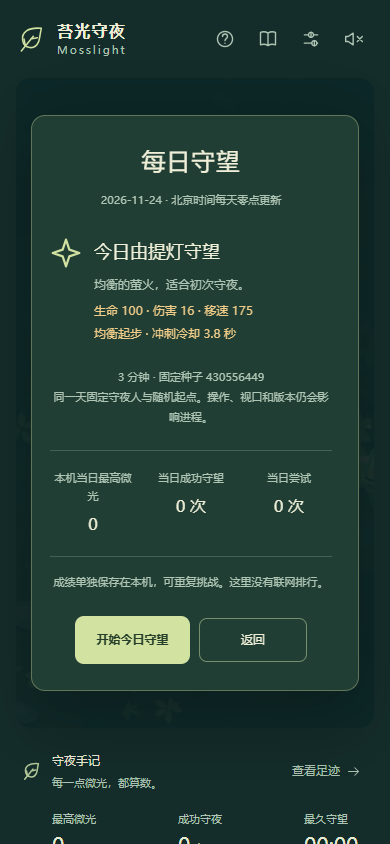 苔光守夜
Mosslight
每日守望
2026-11-24 · 北京时间每天零点更新
今日由提灯守望
均衡的萤火，适合初次守夜。
生命 100 · 伤害 16 · 移速 175
均衡起步 · 冲刺冷却 3.8 秒
3 分钟 · 固定种子 430556449
同一天固定守夜人与随机起点。操作、视口和版本仍会影
响进程。
本机当日最高微
光
0
当日成功守望
0 次
当日尝试
0 次
成绩单独保存在本机，可重复挑战。这里没有联网排行。
开始今日守望
返回
守夜手记
每一点微光，都算数。
查看足迹 →
最高微光
成功守夜
最久守望
0
00:00